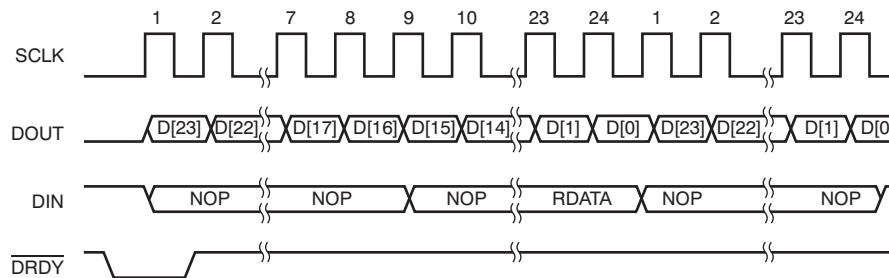 1 2 7 8 9 10 23 24 1 2 23 24
SCLK
DOUT D[23] D[22] D[17] D[16] D[15] D[14] D[1] D[0] D[23] D[22] D[1] D[0
DIN NOP NOP NOP RDATA NOP NOP
DRDY